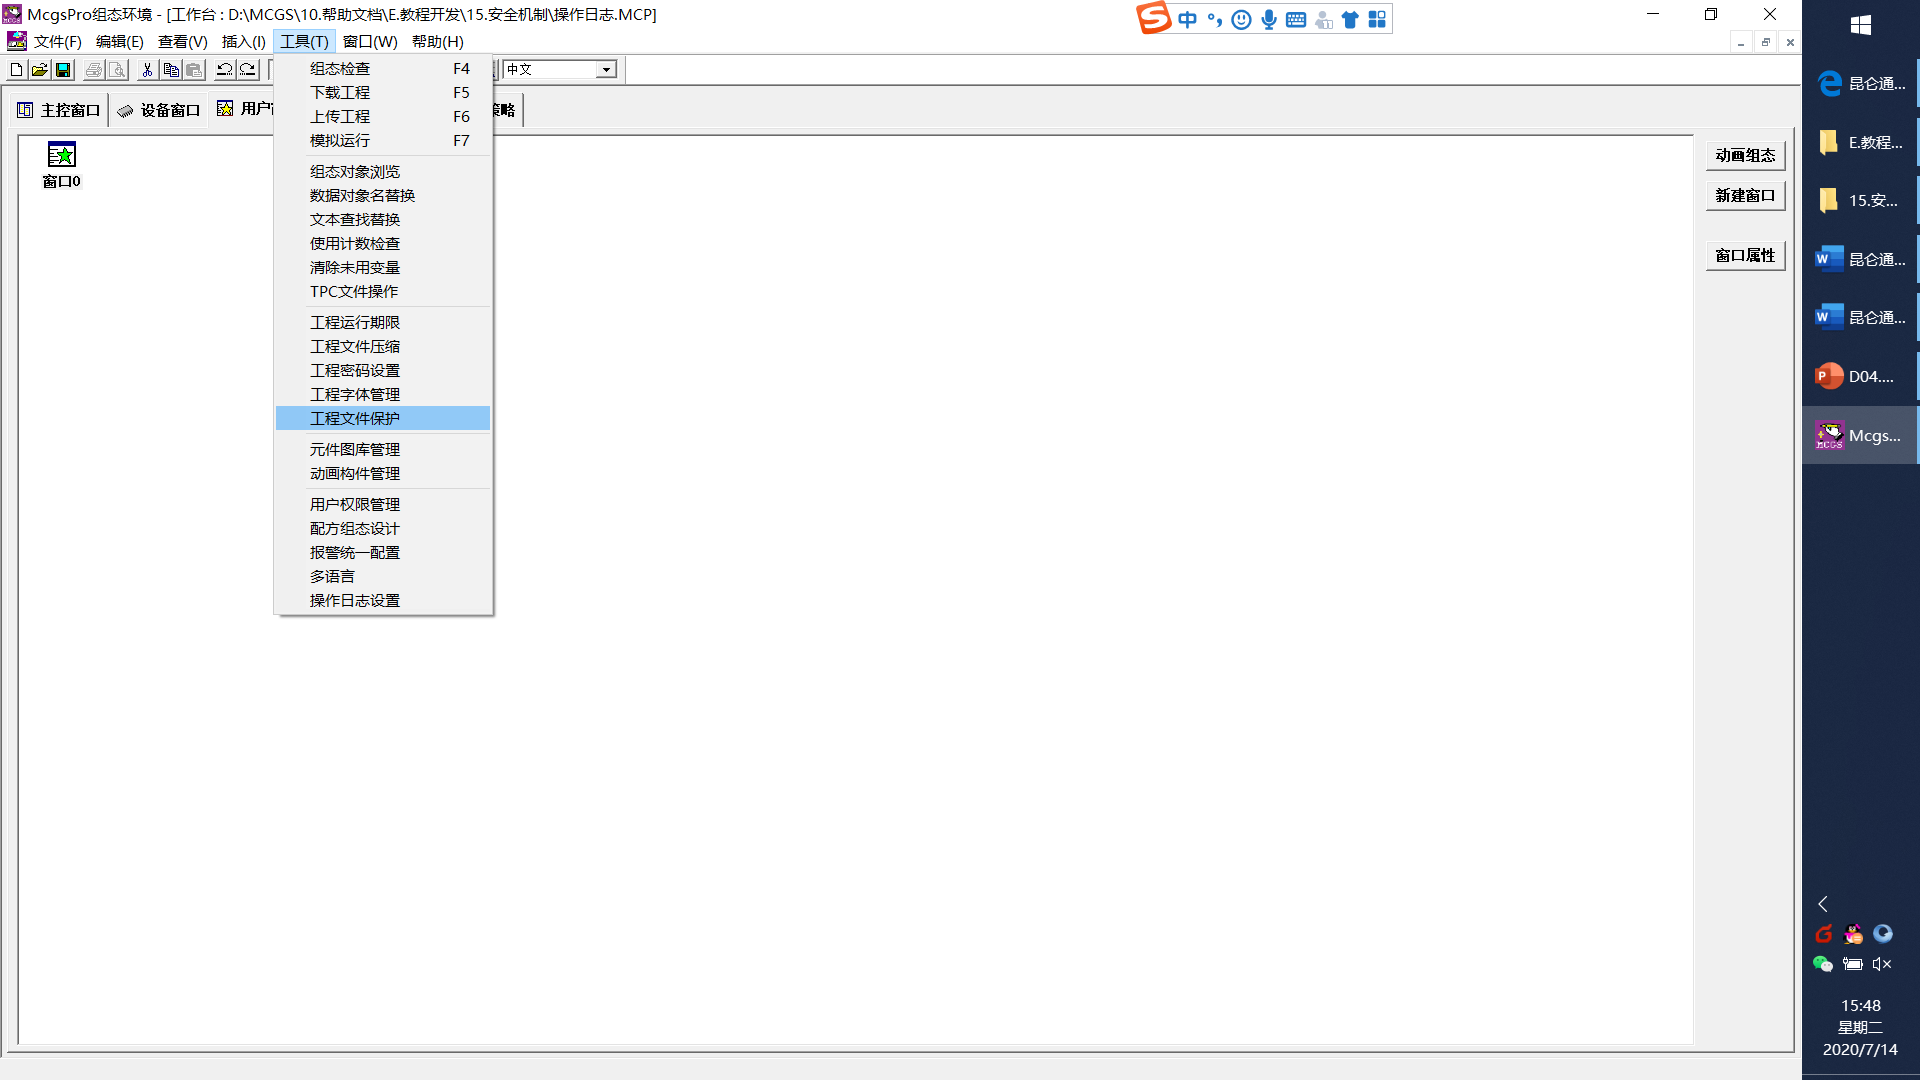 McgsPro组态环境 - [工作台 : D:\MCGS\10.帮助文档\E.教程开发\15.安全机制\操作日志.MCP]
中
文件(F) 编辑(E) 查看(V) 插入(I) 工具(T) 窗口(W) 帮助(H)
中文
主控窗口 设备窗口 用户 策略
组态检查 F4
下载工程 F5
上传工程 F6
模拟运行 F7
组态对象浏览
数据对象名替换
文本查找替换
使用计数检查
清除未用变量
TPC文件操作
工程运行期限
工程文件压缩
工程密码设置
工程字体管理
工程文件保护
元件图库管理
动画构件管理
用户权限管理
配方组态设计
报警统一配置
多语言
操作日志设置
窗口0
动画组态
新建窗口
窗口属性
昆仑通...
E.教程...
15.安...
昆仑通...
昆仑通...
D04....
Mcgs...
15:48
星期二
2020/7/14